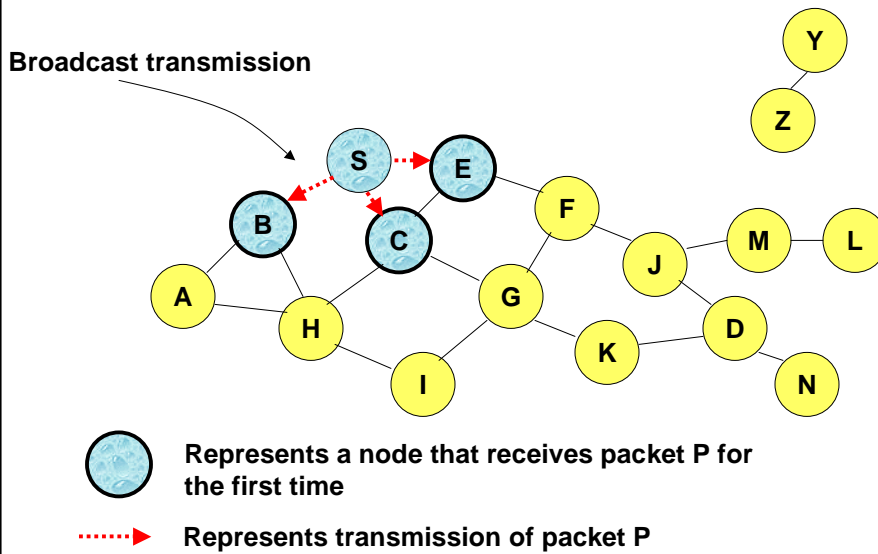 Y
Broadcast transmission
Z
S
E
F
B
C
M
L
J
A
G
H
D
K
I
N
Represents a node that receives packet P for
the first time
Represents transmission of packet P